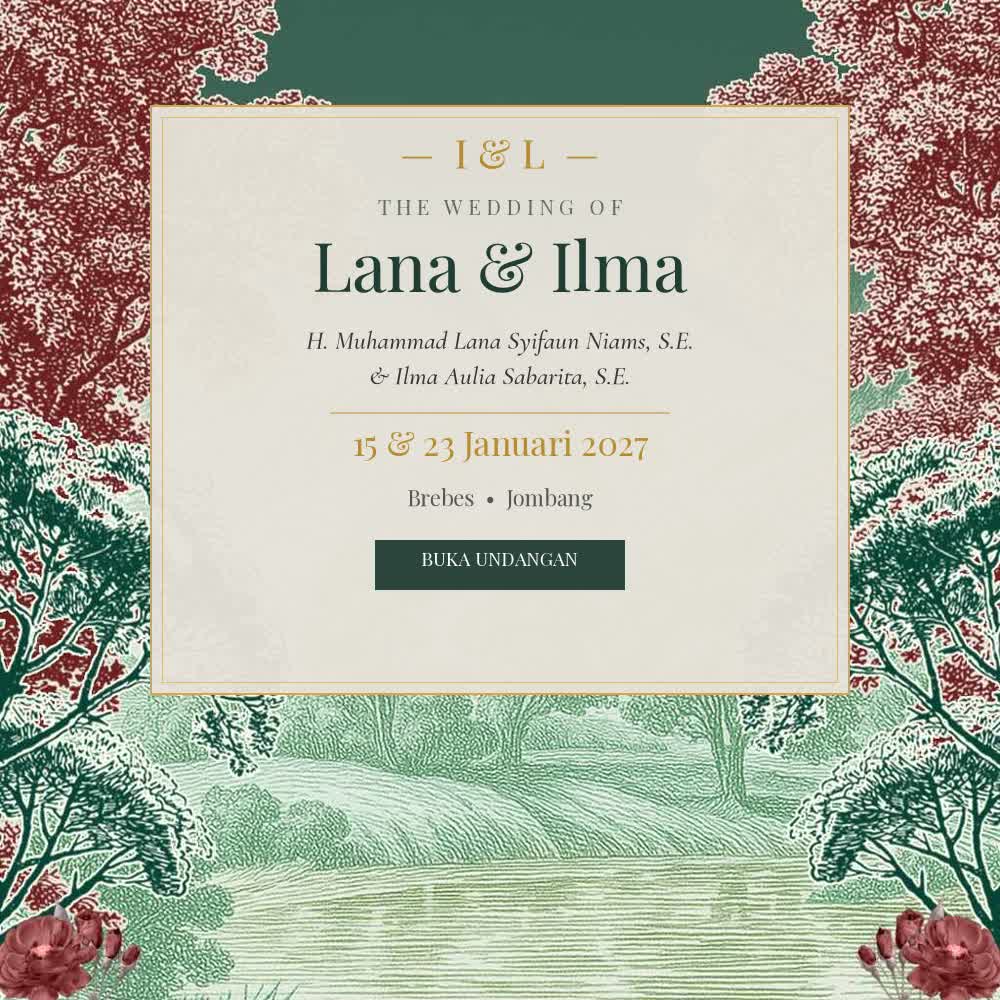 — I & L —
THE WEDDING OF
Lana & Ilma
H. Muhammad Lana Syifaun Niams, S.E.
& Ilma Aulia Sabarita, S.E.
15 & 23 Januari 2027
Brebes • Jombang
BUKA UNDANGAN